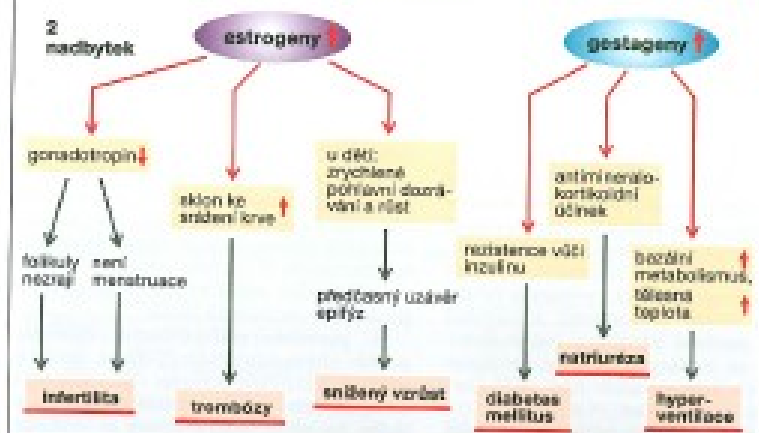 2
nadbytek
estrogeny
gestageny
gonadotropin
sklon ke
srážení krve
u dětí:
zrychlené
pohlavní dozrá-
vání a růst
antimineralo-
kortikoidní
účinek
rezistence vůči
inzulinu
bazální
metabolismus,
tělesná
teplota
folikuly
nezrají
není
menstruace
předčasný uzávěr
epifýz
infertilita
trombózy
snížený vzrůst
diabetes
mellitus
natriuréza
hyper-
ventilace